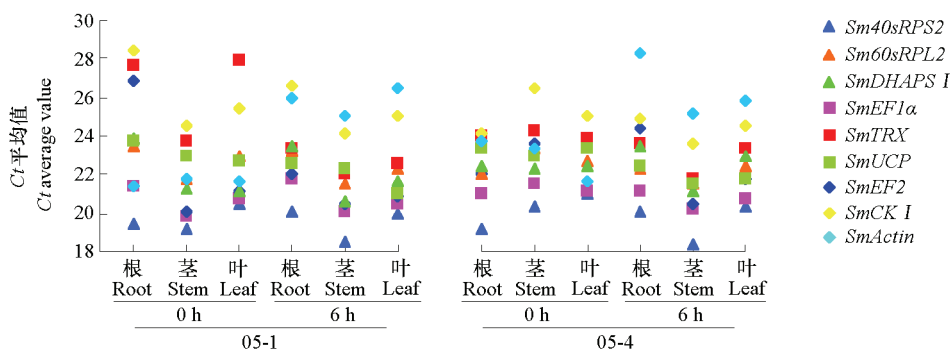 Ct 平均值
Ct average value
30
28
26
24
22
20
18
根 茎 叶 根 茎 叶 根 茎 叶 根 茎 叶
Root Stem Leaf Root Stem Leaf Root Stem Leaf Root Stem Leaf
0 h 6 h 0 h 6 h
05-1 05-4
Sm40sRPS2
Sm60sRPL2
SmDHAPS I
SmEF1α
SmTRX
SmUCP
SmEF2
SmCK I
SmActin